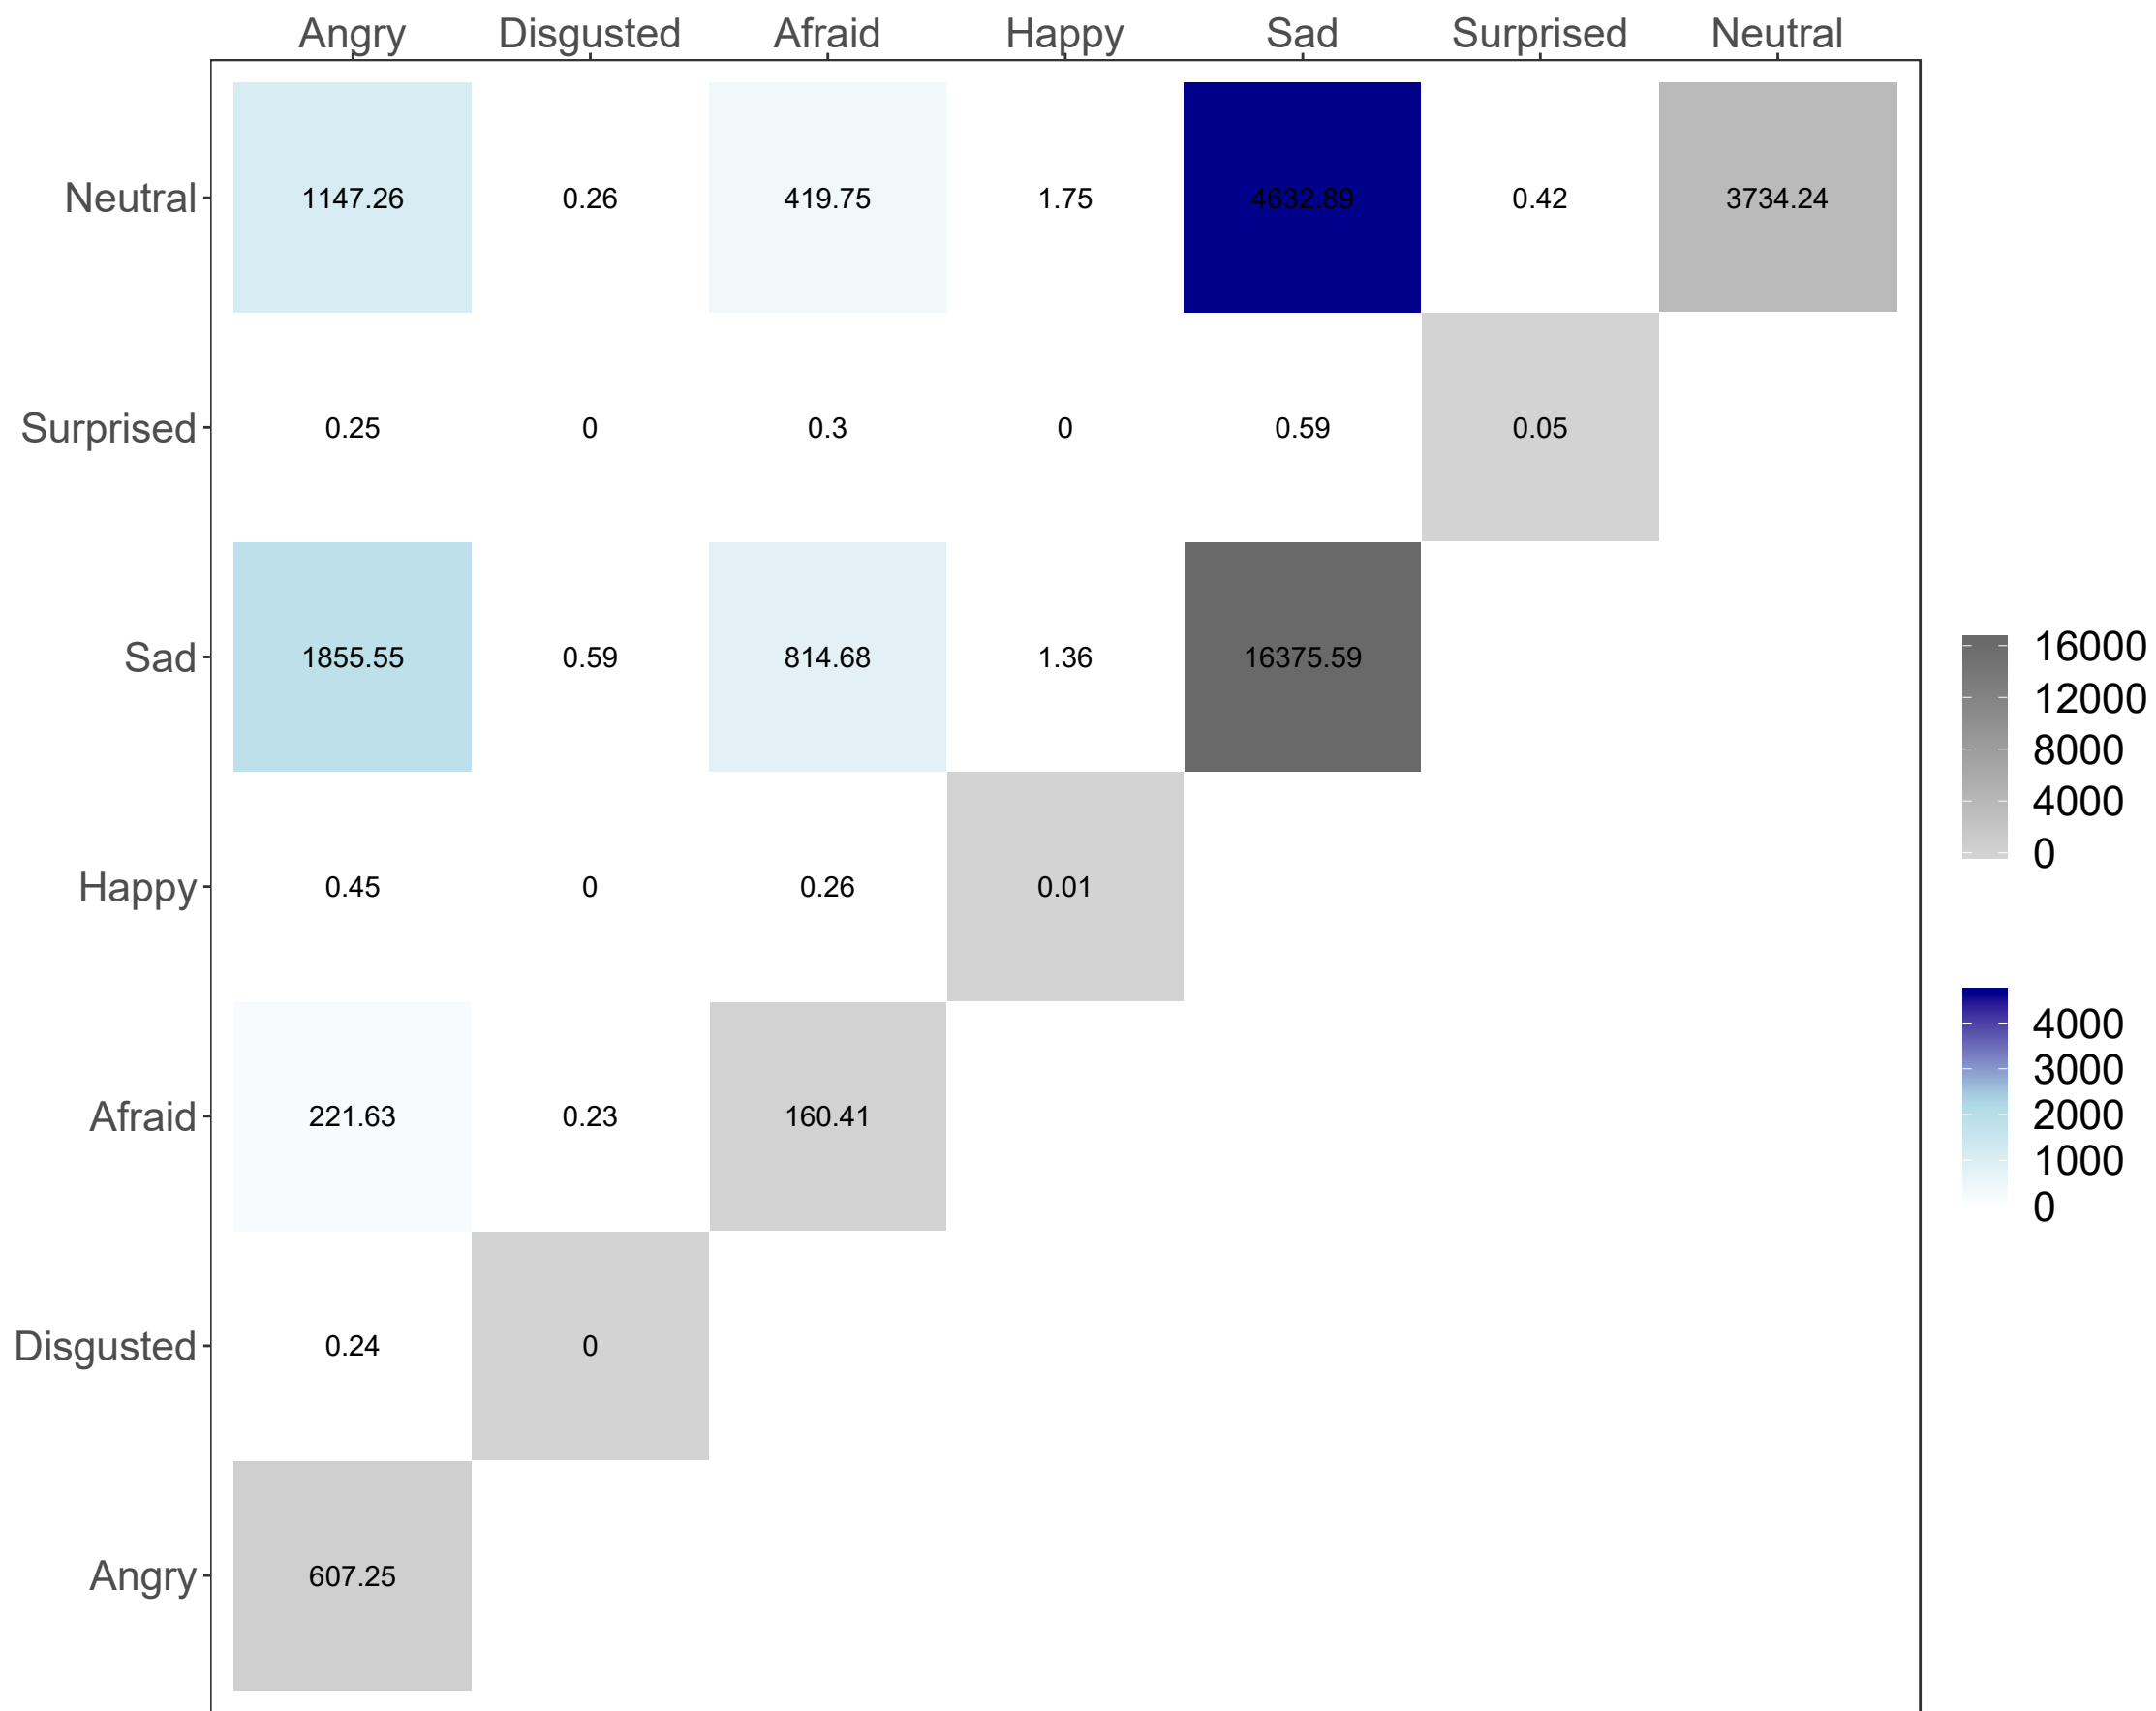 Angry Disgusted Afraid Happy Sad Surprised Neutral
Neutral 1147.26 0.26 419.75 1.75 4632.89 0.42 3734.24
Surprised 0.25 0 0.3 0 0.59 0.05
Sad 1855.55 0.59 814.68 1.36 16375.59
Happy 0.45 0 0.26 0.01
Afraid 221.63 0.23 160.41
Disgusted 0.24 0
Angry 607.25
16000
12000
8000
4000
0
4000
3000
2000
1000
0